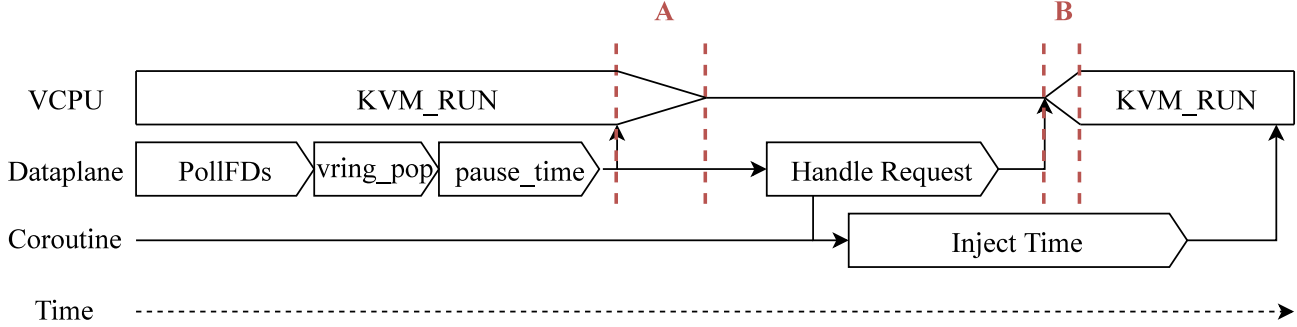 A B
VCPU KVM_RUN KVM_RUN
Dataplane PollFDs vring_pop pause_time Handle Request
Coroutine Inject Time
Time